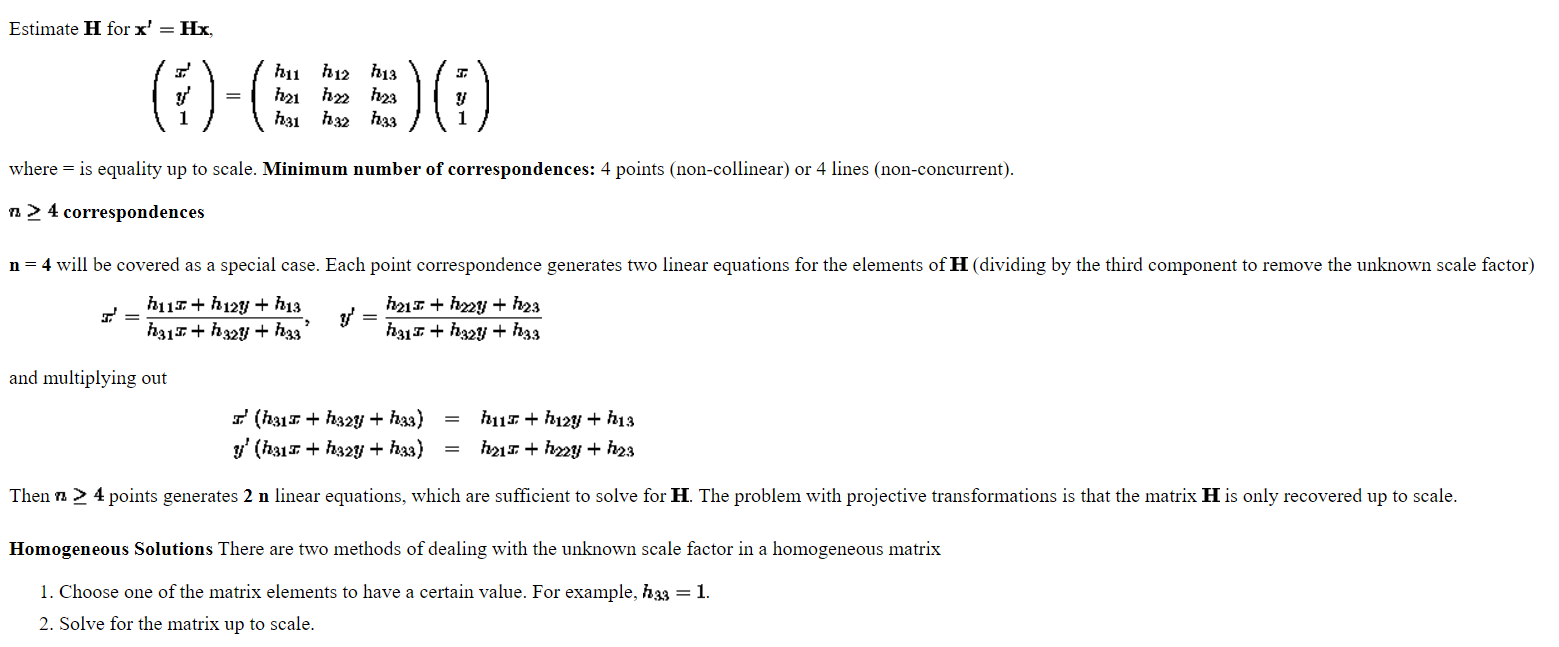 Estimate H for x' = Hx,
( x' ) = ( h11 h12 h13 ) ( x )
( y' ) ( h21 h22 h23 ) ( y )
( 1 ) ( h31 h32 h33 ) ( 1 )
where = is equality up to scale. Minimum number of correspondences: 4 points (non-collinear) or 4 lines (non-concurrent).
n ≥ 4 correspondences
n = 4 will be covered as a special case. Each point correspondence generates two linear equations for the elements of H (dividing by the third component to remove the unknown scale factor)
x' = (h11x + h12y + h13) / (h31x + h32y + h33), y' = (h21x + h22y + h23) / (h31x + h32y + h33)
and multiplying out
x' (h31x + h32y + h33) = h11x + h12y + h13
y' (h31x + h32y + h33) = h21x + h22y + h23
Then n ≥ 4 points generates 2 n linear equations, which are sufficient to solve for H. The problem with projective transformations is that the matrix H is only recovered up to scale.
Homogeneous Solutions There are two methods of dealing with the unknown scale factor in a homogeneous matrix
1. Choose one of the matrix elements to have a certain value. For example, h33 = 1.
2. Solve for the matrix up to scale.